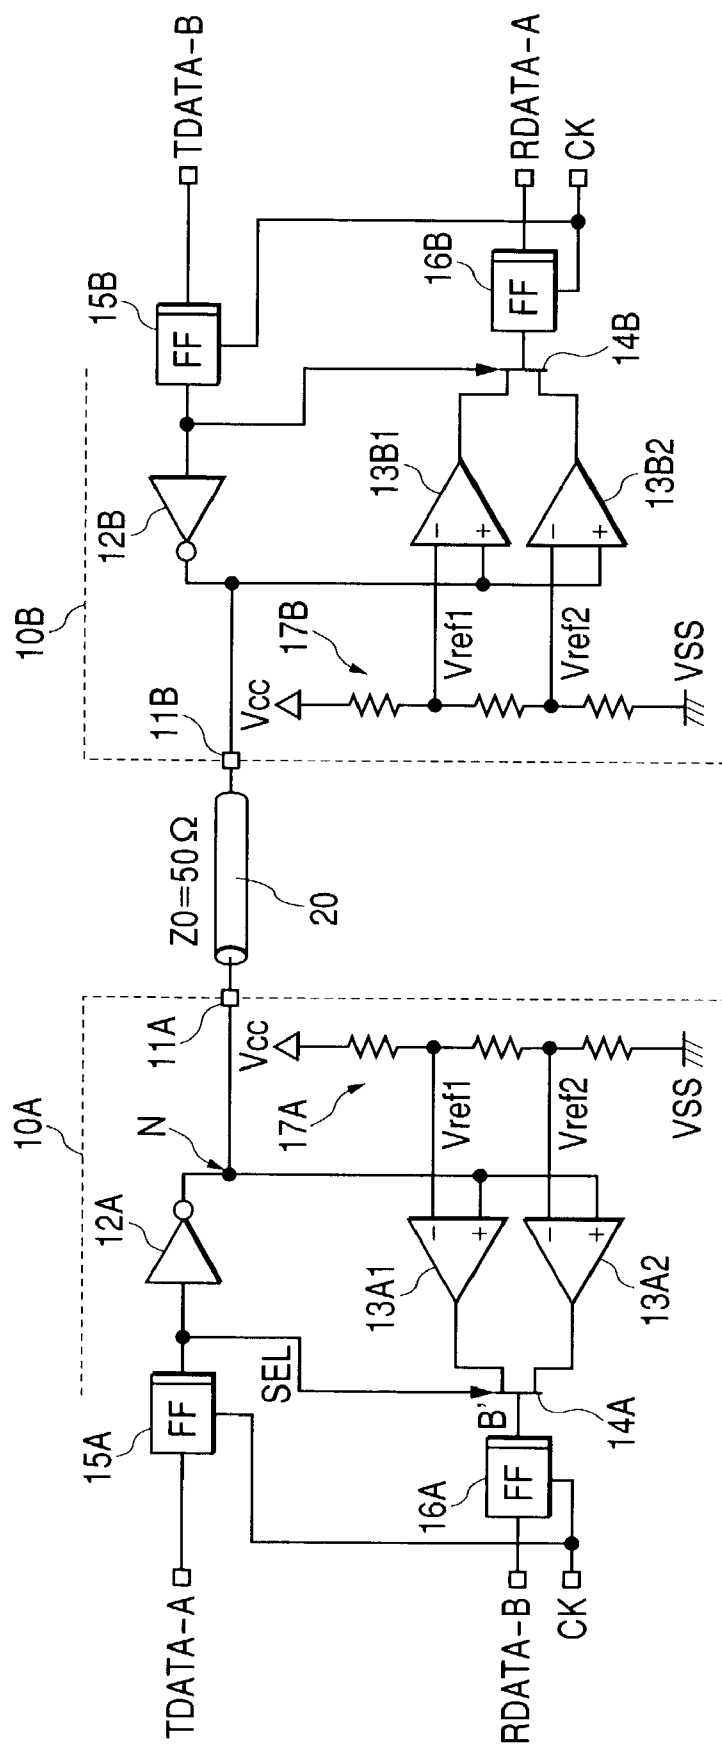 10A
10B
TDATA-A
15A
FF
SEL
12A
N
11A
Z0=50Ω
20
11B
12B
15B
FF
TDATA-B
RDATA-B
CK
16A
FF
B'
14A
13A1
-
+
13A2
-
+
17A
Vcc
Vref1
Vref2
VSS
Vcc
17B
Vref1
Vref2
VSS
13B1
-
+
13B2
-
+
14B
16B
FF
RDATA-A
CK